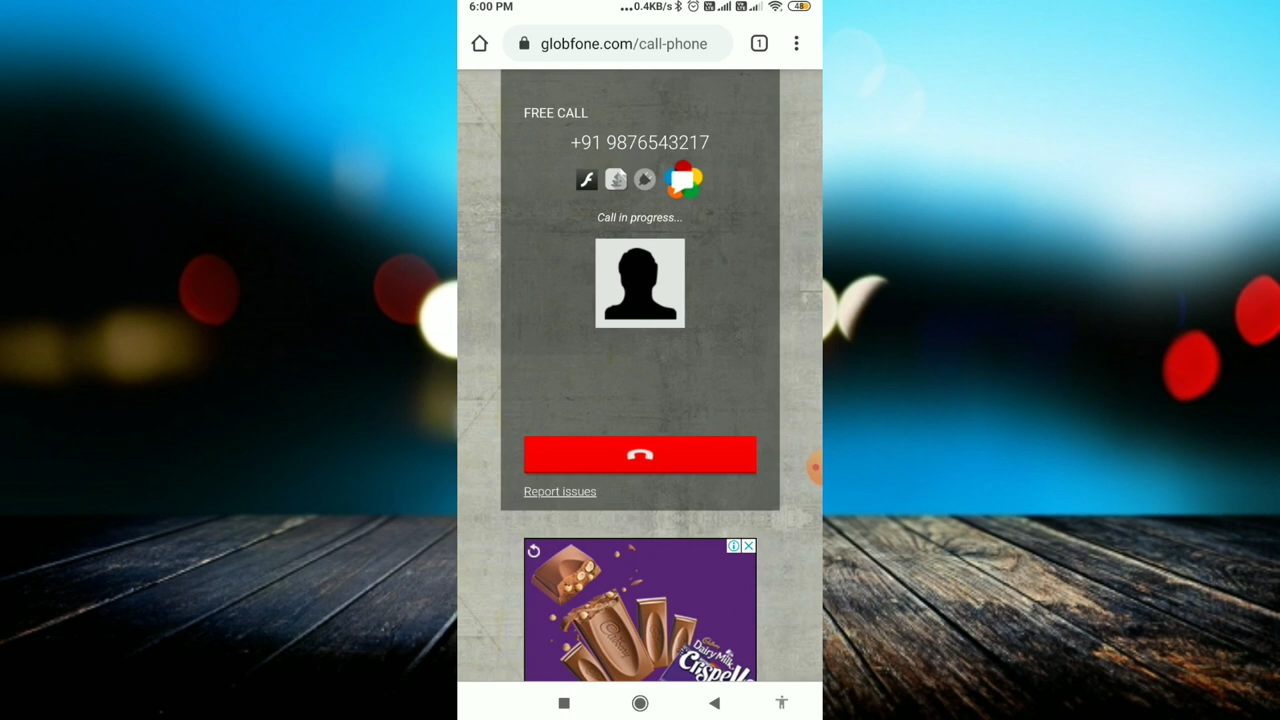 6:00 PM
...0.4KB/s
48
globfone.com/call-phone
1
FREE CALL
+91 9876543217
Call in progress...
Report issues
Cadbury
Dairy Milk